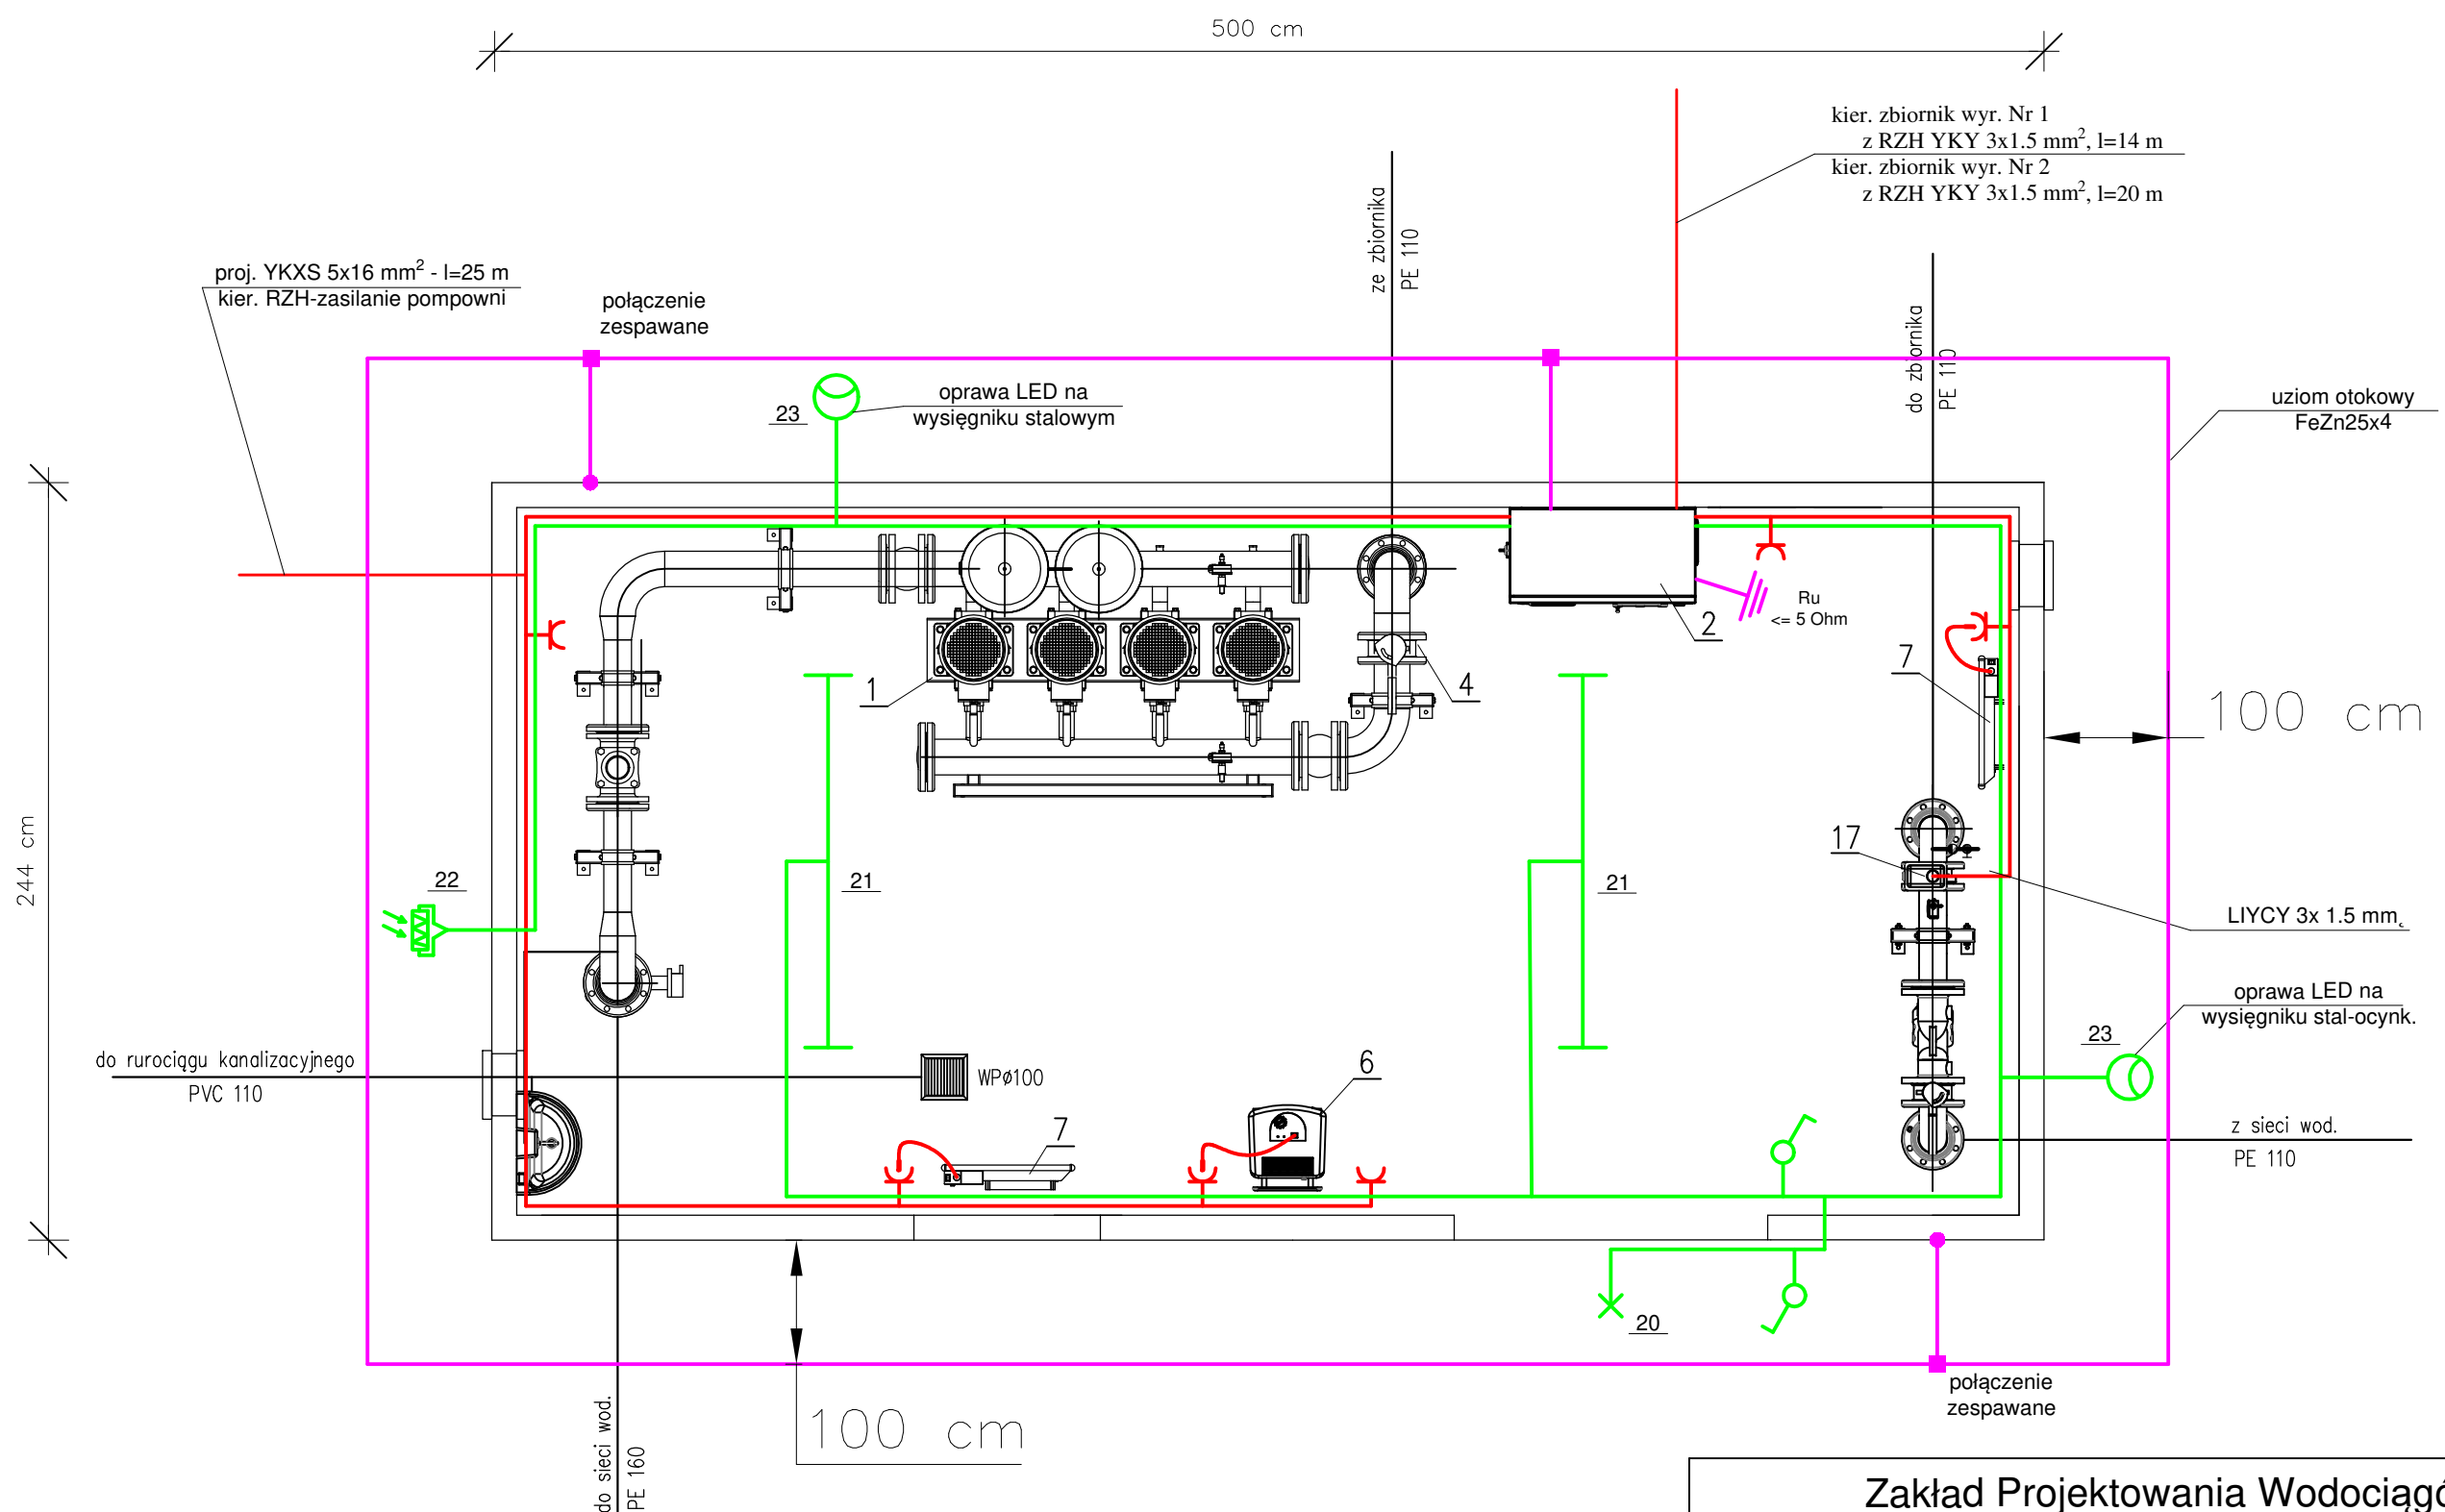 500 cm
kier. zbiornik wyr. Nr 1
z RZH YKY 3x1.5 mm², l=14 m
kier. zbiornik wyr. Nr 2
z RZH YKY 3x1.5 mm², l=20 m
proj. YKXS 5x16 mm² - l=25 m
kier. RZH-zasilanie pompowni
połączenie
zespawane
ze zbiornika
PE 110
do zbiornika
PE 110
uziom otokowy
FeZn25x4
23
oprawa LED na
wysięgniku stalowym
Ru
<= 5 Ohm
2
1
4
7
100 cm
244 cm
17
22
21
21
LIYCY 3x 1.5 mm
oprawa LED na
wysięgniku stal-ocynk.
23
do rurociągu kanalizacyjnego
PVC 110
WPø100
6
7
z sieci wod.
PE 110
20
połączenie
zespawane
100 cm
do sieci wod.
PE 160
Zakład Projektowania Wodociągó